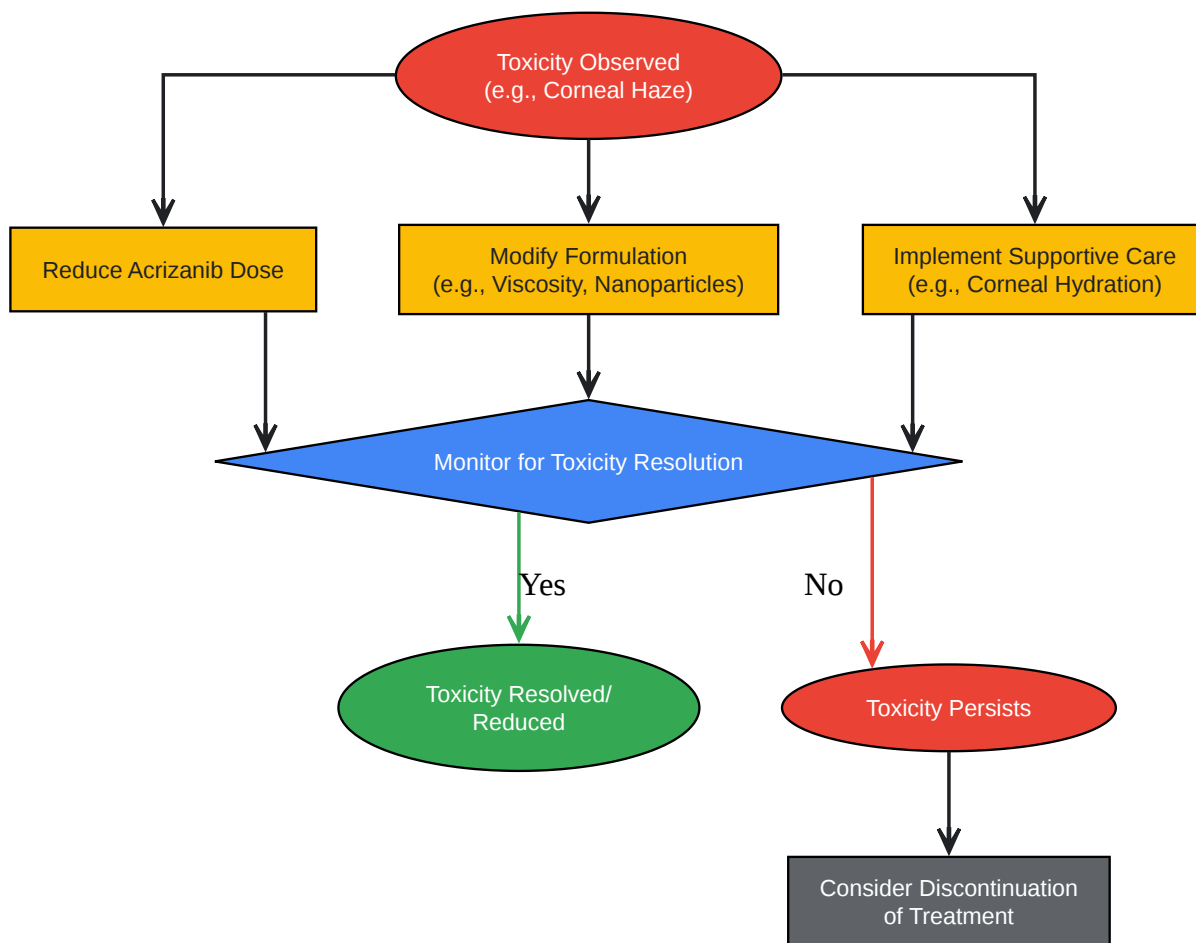 Toxicity Observed
(e.g., Corneal Haze)
Reduce Acrizanib Dose
Modify Formulation
(e.g., Viscosity, Nanoparticles)
Implement Supportive Care
(e.g., Corneal Hydration)
Monitor for Toxicity Resolution
Yes
No
Toxicity Resolved/
Reduced
Toxicity Persists
Consider Discontinuation
of Treatment